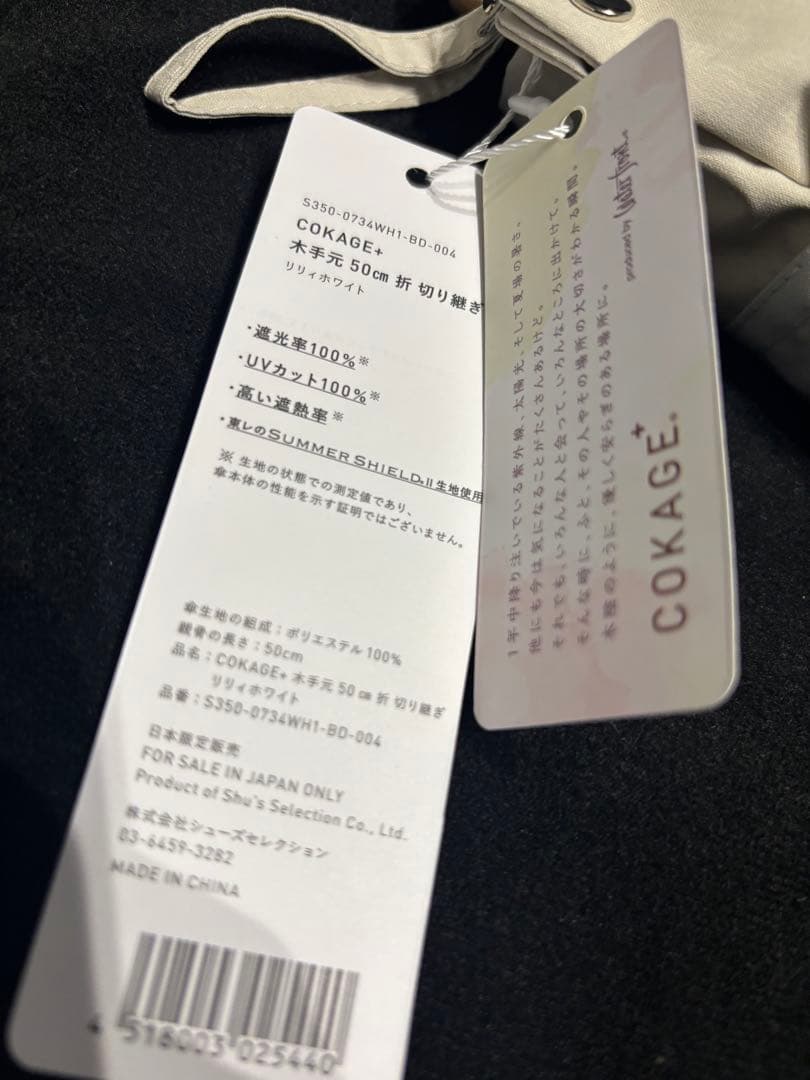 S350-0734WH1-BD-004
COKAGE+
木手元 50㎝ 折 切り継ぎ
リリィホワイト
・遮光率100%※
・UVカット100%※
・高い遮熱率※
・東レのSUMMER SHIELD®II生地使用
※ 生地の状態での測定値であり、
傘本体の性能を示す証明ではございません。
傘生地の組成：ポリエステル100%
親骨の長さ：50cm
品名：COKAGE+ 木手元 50㎝ 折 切り継ぎ
リリィホワイト
品番：S350-0734WH1-BD-004
日本限定販売
FOR SALE IN JAPAN ONLY
Product of Shu's Selection Co., Ltd.
株式会社シューズセレクション
03-6459-3282
MADE IN CHINA
4 516003 025440
1年中降り注いでいる紫外線、太陽光、そして夏場の暑さ。
他にも今は気になることがたくさんあるけど。
それでも、いろんな人と会って、いろんなところに出かけて。
そんな時に、ふと、その人やその場所の大切さがわかる瞬間。
木陰のように、優しく安らぎのある場所に。
COKAGE+®
produced by Waterfront®